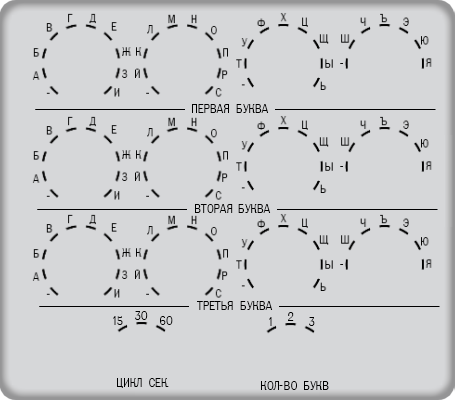 В Г Д Е Л М Н О Ф Х Ц Ч Ъ Э
Б Ж К П У Щ Ш Ю
А З Й Р Т Ы - Я
- И - С - Ь
ПЕРВАЯ БУКВА
В Г Д Е Л М Н О Ф Х Ц Ч Ъ Э
Б Ж К П У Щ Ш Ю
А З Й Р Т Ы - Я
- И - С - Ь
ВТОРАЯ БУКВА
В Г Д Е Л М Н О Ф Х Ц Ч Ъ Э
Б Ж К П У Щ Ш Ю
А З Й Р Т Ы - Я
- И - С - Ь
ТРЕТЬЯ БУКВА
15 30 60 1 2 3
ЦИКЛ СЕК. КОЛ-ВО БУКВ